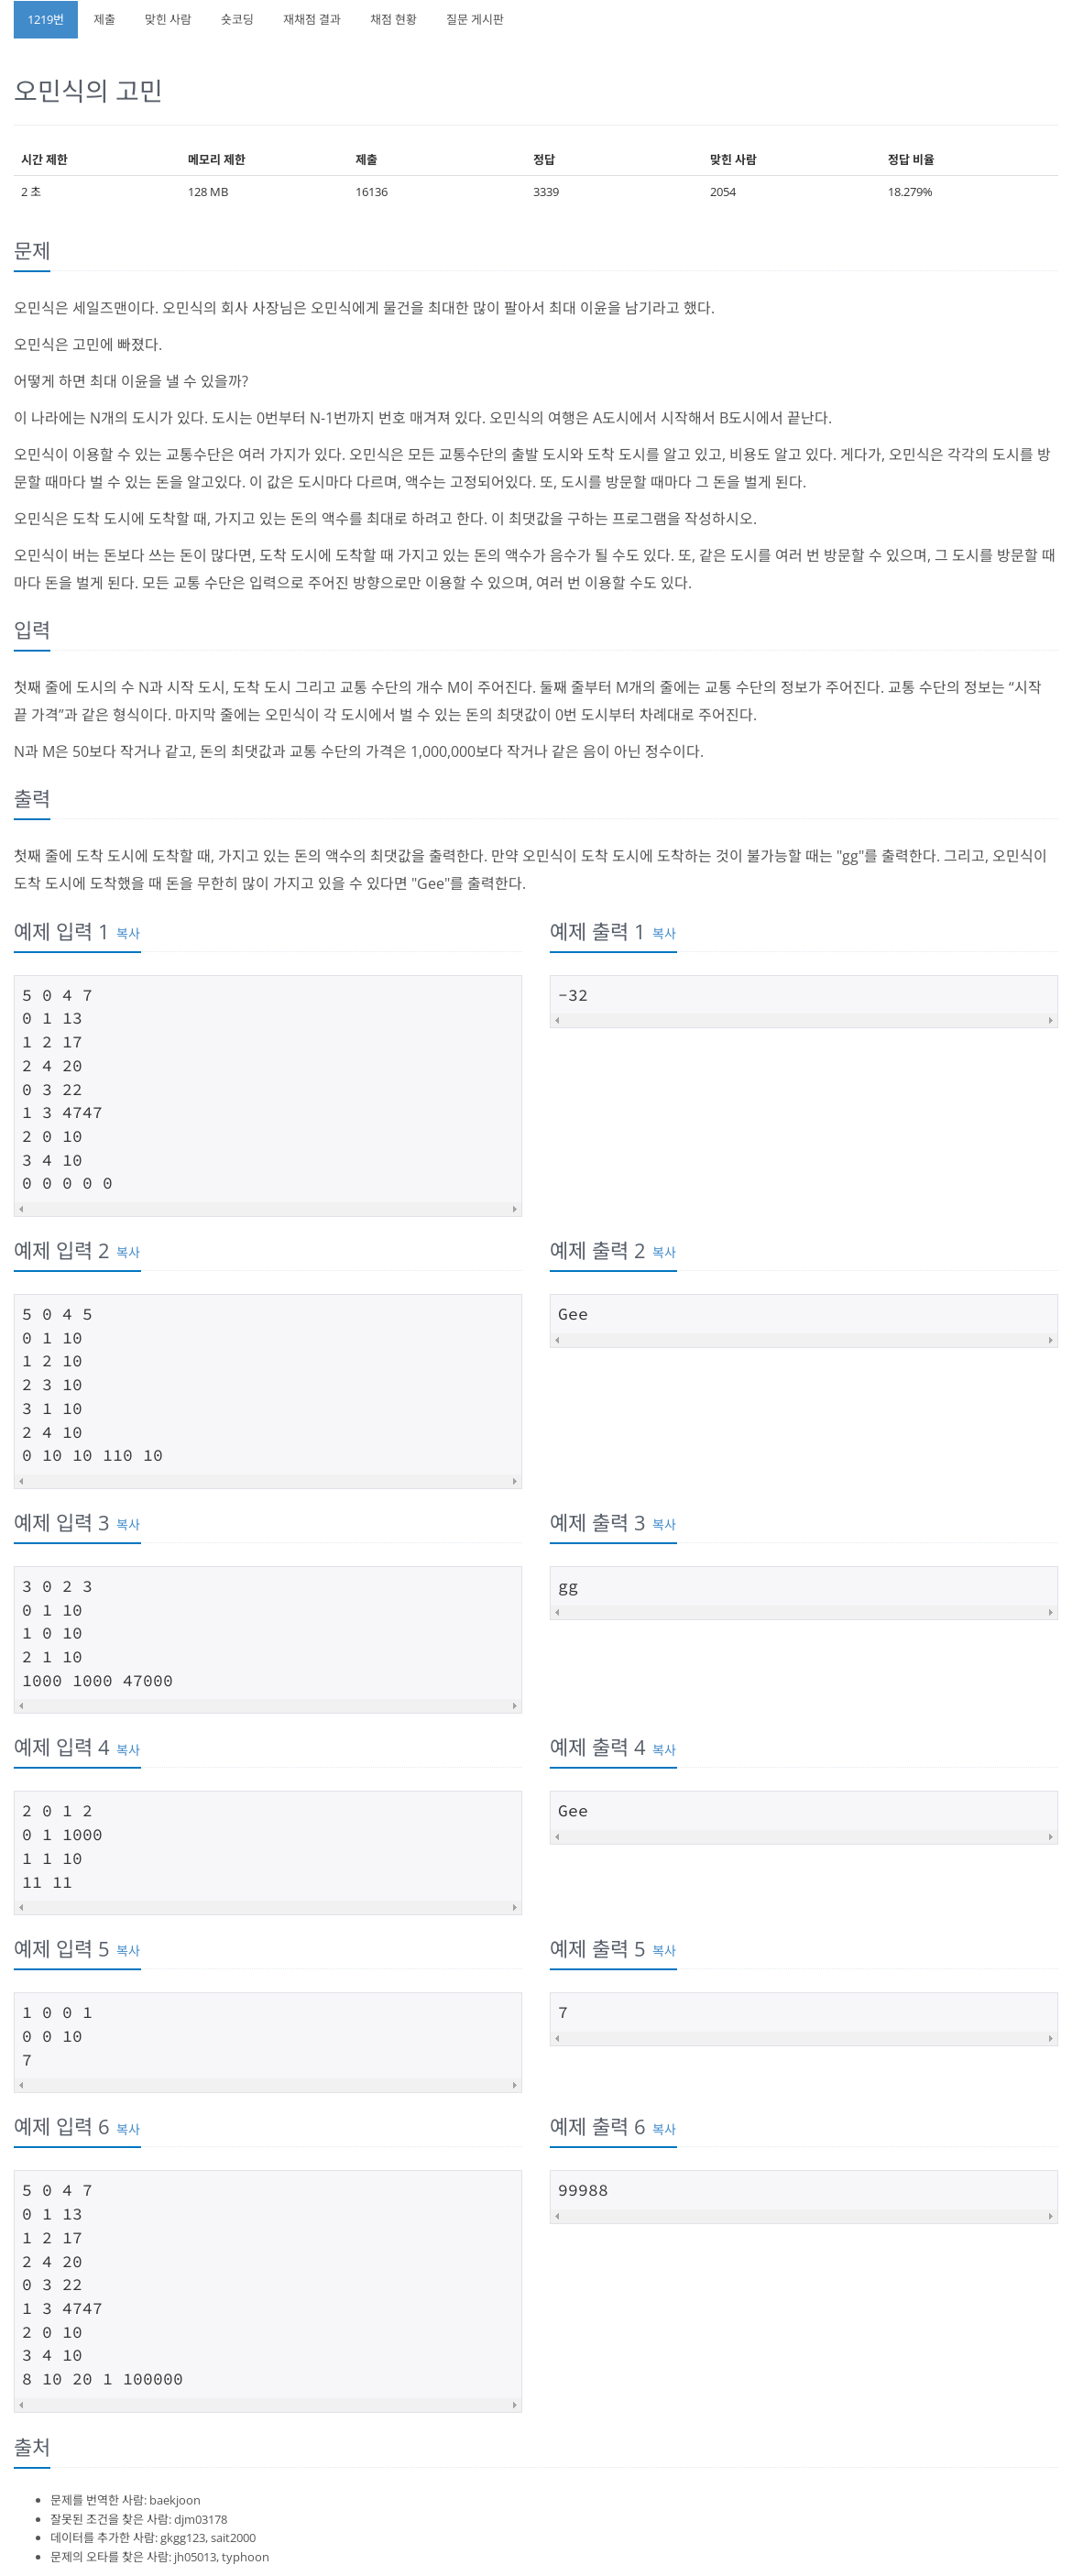 1219번 제출 맞힌 사람 숏코딩 재채점 결과 채점 현황 질문 게시판
오민식의 고민
시간 제한 메모리 제한 제출 정답 맞힌 사람 정답 비율
2 초 128 MB 16136 3339 2054 18.279%
문제
오민식은 세일즈맨이다. 오민식의 회사 사장님은 오민식에게 물건을 최대한 많이 팔아서 최대 이윤을 남기라고 했다.
오민식은 고민에 빠졌다.
어떻게 하면 최대 이윤을 낼 수 있을까?
이 나라에는 N개의 도시가 있다. 도시는 0번부터 N-1번까지 번호 매겨져 있다. 오민식의 여행은 A도시에서 시작해서 B도시에서 끝난다.
오민식이 이용할 수 있는 교통수단은 여러 가지가 있다. 오민식은 모든 교통수단의 출발 도시와 도착 도시를 알고 있고, 비용도 알고 있다. 게다가, 오민식은 각각의 도시를 방
문할 때마다 벌 수 있는 돈을 알고있다. 이 값은 도시마다 다르며, 액수는 고정되어있다. 또, 도시를 방문할 때마다 그 돈을 벌게 된다.
오민식은 도착 도시에 도착할 때, 가지고 있는 돈의 액수를 최대로 하려고 한다. 이 최댓값을 구하는 프로그램을 작성하시오.
오민식이 버는 돈보다 쓰는 돈이 많다면, 도착 도시에 도착할 때 가지고 있는 돈의 액수가 음수가 될 수도 있다. 또, 같은 도시를 여러 번 방문할 수 있으며, 그 도시를 방문할 때
마다 돈을 벌게 된다. 모든 교통 수단은 입력으로 주어진 방향으로만 이용할 수 있으며, 여러 번 이용할 수도 있다.
입력
첫째 줄에 도시의 수 N과 시작 도시, 도착 도시 그리고 교통 수단의 개수 M이 주어진다. 둘째 줄부터 M개의 줄에는 교통 수단의 정보가 주어진다. 교통 수단의 정보는 “시작
끝 가격”과 같은 형식이다. 마지막 줄에는 오민식이 각 도시에서 벌 수 있는 돈의 최댓값이 0번 도시부터 차례대로 주어진다.
N과 M은 50보다 작거나 같고, 돈의 최댓값과 교통 수단의 가격은 1,000,000보다 작거나 같은 음이 아닌 정수이다.
출력
첫째 줄에 도착 도시에 도착할 때, 가지고 있는 돈의 액수의 최댓값을 출력한다. 만약 오민식이 도착 도시에 도착하는 것이 불가능할 때는 "gg"를 출력한다. 그리고, 오민식이
도착 도시에 도착했을 때 돈을 무한히 많이 가지고 있을 수 있다면 "Gee"를 출력한다.
예제 입력 1 복사
5 0 4 7
0 1 13
1 2 17
2 4 20
0 3 22
1 3 4747
2 0 10
3 4 10
0 0 0 0 0
예제 출력 1 복사
-32
예제 입력 2 복사
5 0 4 5
0 1 10
1 2 10
2 3 10
3 1 10
2 4 10
0 10 10 110 10
예제 출력 2 복사
Gee
예제 입력 3 복사
3 0 2 3
0 1 10
1 0 10
2 1 10
1000 1000 47000
예제 출력 3 복사
gg
예제 입력 4 복사
2 0 1 2
0 1 1000
1 1 10
11 11
예제 출력 4 복사
Gee
예제 입력 5 복사
1 0 0 1
0 0 10
7
예제 출력 5 복사
7
예제 입력 6 복사
5 0 4 7
0 1 13
1 2 17
2 4 20
0 3 22
1 3 4747
2 0 10
3 4 10
8 10 20 1 100000
예제 출력 6 복사
99988
출처
문제를 번역한 사람: baekjoon
잘못된 조건을 찾은 사람: djm03178
데이터를 추가한 사람: gkgg123, sait2000
문제의 오타를 찾은 사람: jh05013, typhoon